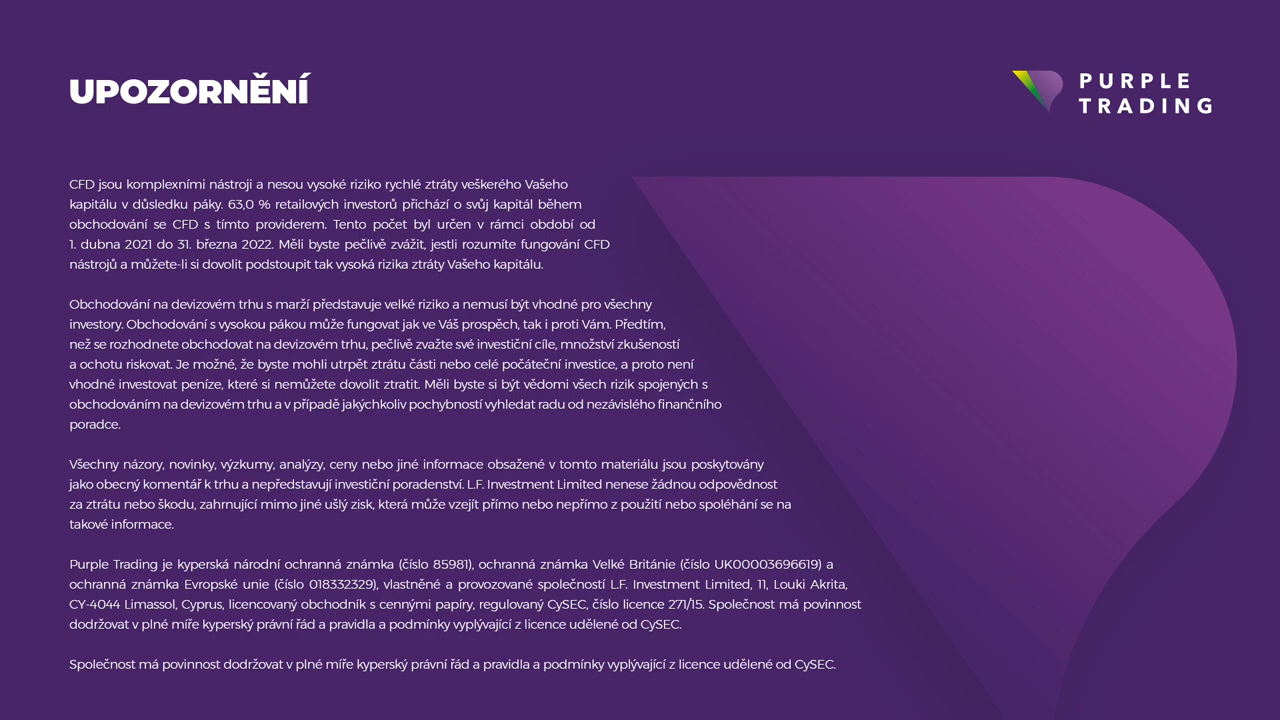 UPOZORNĚNÍ
PURPLE
TRADING
CFD jsou komplexními nástroji a nesou vysoké riziko rychlé ztráty veškerého Vašeho
kapitálu v důsledku páky. 63,0 % retailových investorů přichází o svůj kapitál během
obchodování se CFD s tímto providerem. Tento počet byl určen v rámci období od
1. dubna 2021 do 31. března 2022. Měli byste pečlivě zvážit, jestli rozumíte fungování CFD
nástrojů a můžete-li si dovolit podstoupit tak vysoká rizika ztráty Vašeho kapitálu.
Obchodování na devizovém trhu s marží představuje velké riziko a nemusí být vhodné pro všechny
investory. Obchodování s vysokou pákou může fungovat jak ve Váš prospěch, tak i proti Vám. Předtím,
než se rozhodnete obchodovat na devizovém trhu, pečlivě zvažte své investiční cíle, množství zkušeností
a ochotu riskovat. Je možné, že byste mohli utrpět ztrátu části nebo celé počáteční investice, a proto není
vhodné investovat peníze, které si nemůžete dovolit ztratit. Měli byste si být vědomi všech rizik spojených s
obchodováním na devizovém trhu a v případě jakýchkoliv pochybností vyhledat radu od nezávislého finančního
poradce.
Všechny názory, novinky, výzkumy, analýzy, ceny nebo jiné informace obsažené v tomto materiálu jsou poskytovány
jako obecný komentář k trhu a nepředstavují investiční poradenství. L.F. Investment Limited nenese žádnou odpovědnost
za ztrátu nebo škodu, zahrnující mimo jiné ušlý zisk, která může vzejít přímo nebo nepřímo z použití nebo spoléhání se na
takové informace.
Purple Trading je kyperská národní ochranná známka (číslo 85981), ochranná známka Velké Británie (číslo UK00003696619) a
ochranná známka Evropské unie (číslo 018332329), vlastněné a provozované společností L.F. Investment Limited, 11, Louki Akrita,
CY-4044 Limassol, Cyprus, licencovaný obchodník s cennými papíry, regulovaný CySEC, číslo licence 271/15. Společnost má povinnost
dodržovat v plné míře kyperský právní řád a pravidla a podmínky vyplývající z licence udělené od CySEC.
Společnost má povinnost dodržovat v plné míře kyperský právní řád a pravidla a podmínky vyplývající z licence udělené od CySEC.